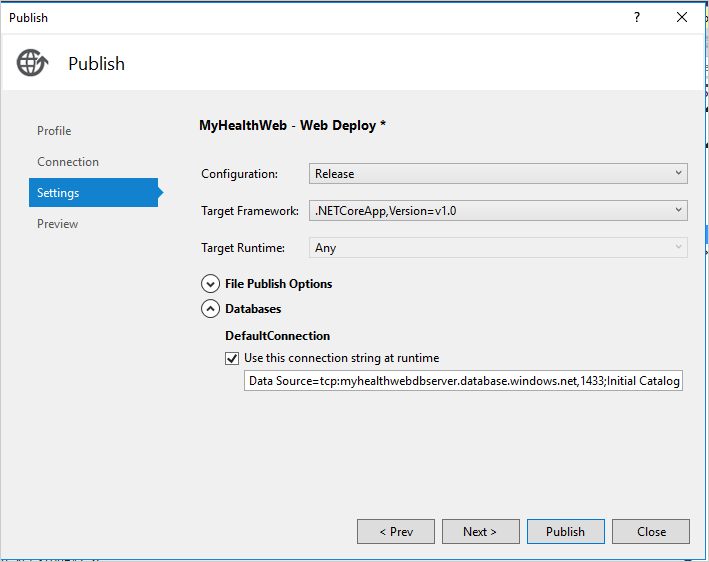 Publish
?
Publish
Profile
Connection
Settings
Preview
MyHealthWeb - Web Deploy *
Configuration: Release
Target Framework: .NETCoreApp,Version=v1.0
Target Runtime: Any
File Publish Options
Databases
DefaultConnection
Use this connection string at runtime
Data Source=tcp:myhealthwebdbserver.database.windows.net,1433;Initial Catalog
< Prev Next > Publish Close